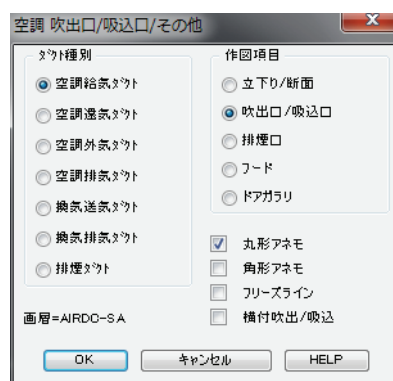 空調 吹出口/吸込口/その他
ﾀﾞｸﾄ種別
空調給気ﾀﾞｸﾄ
空調還気ﾀﾞｸﾄ
空調外気ﾀﾞｸﾄ
空調排気ﾀﾞｸﾄ
換気送気ﾀﾞｸﾄ
換気排気ﾀﾞｸﾄ
排煙ﾀﾞｸﾄ
画層=AIRDC-SA
作図項目
立下り/断面
吹出口/吸込口
排煙口
フード
ドアガラリ
丸形アネモ
角形アネモ
フリーズライン
横付吹出/吸込
OK キャンセル HELP